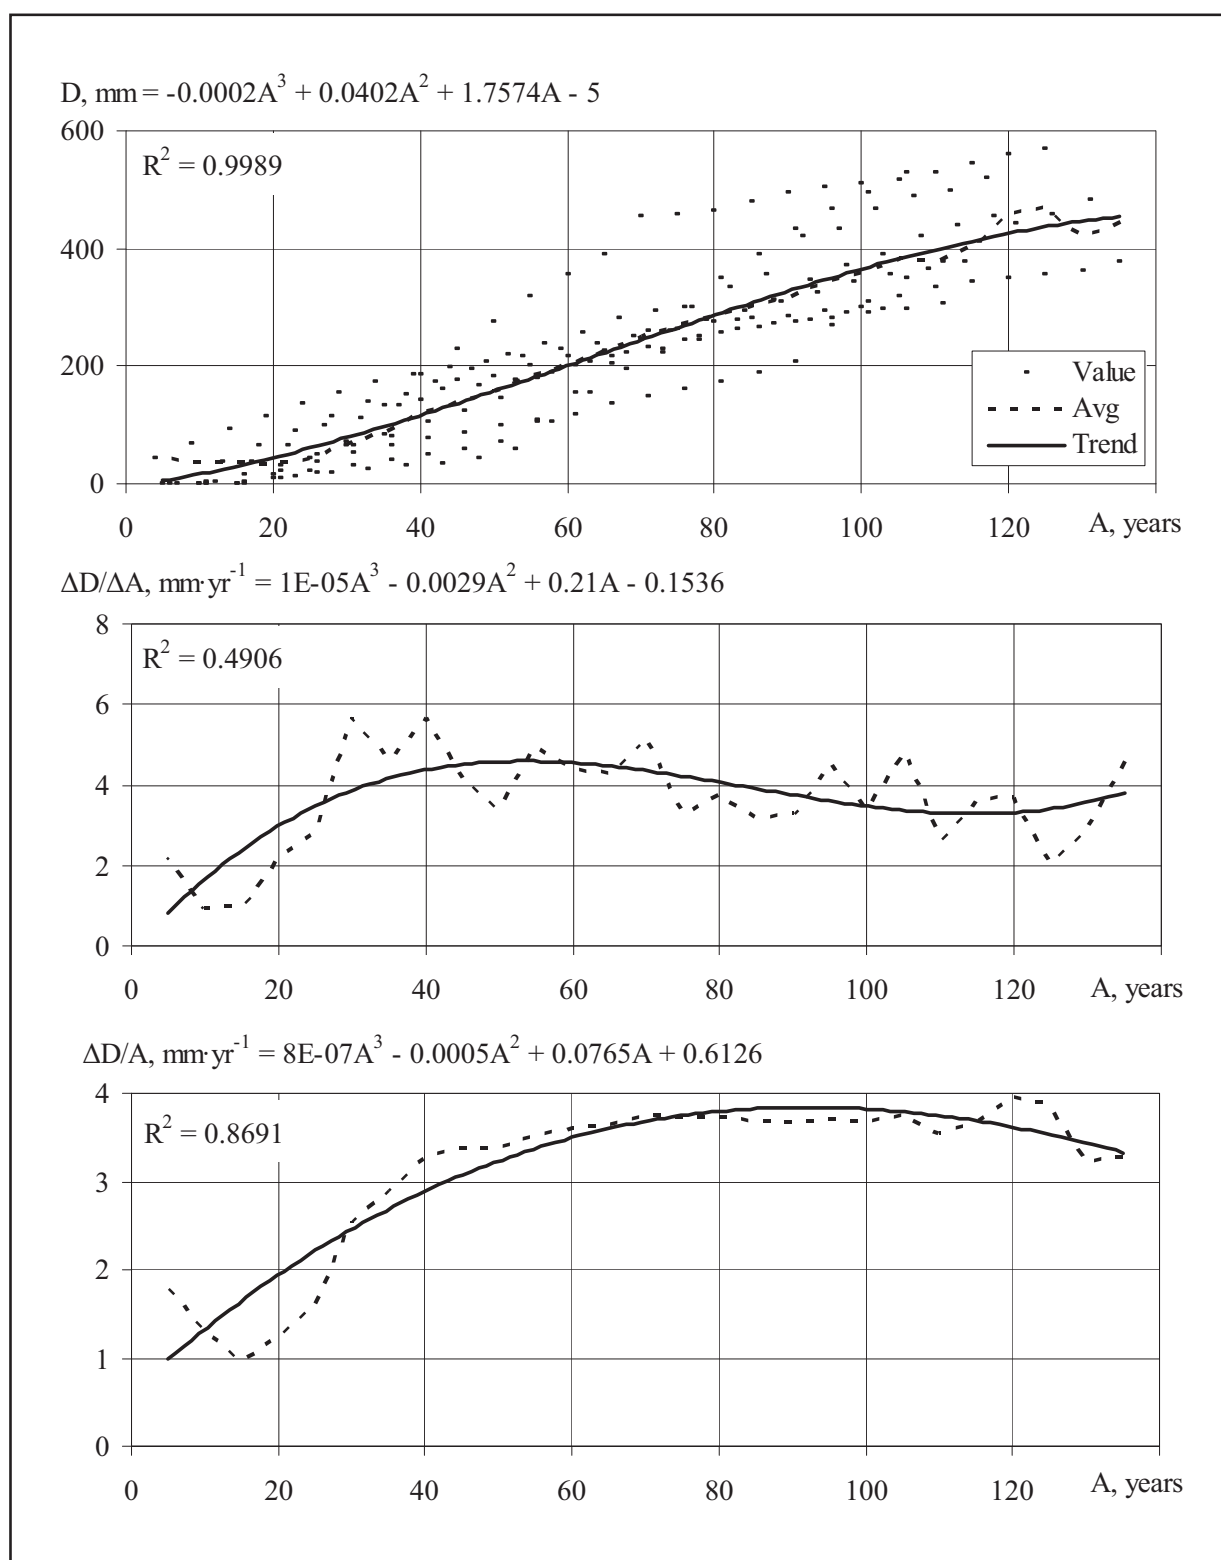 D, mm = -0.0002A³ + 0.0402A² + 1.7574A - 5
600
R² = 0.9989
400
200
Value
Avg
Trend
0
0 20 40 60 80 100 120 A, years
ΔD/ΔA, mm·yr⁻¹ = 1E-05A³ - 0.0029A² + 0.21A - 0.1536
8
R² = 0.4906
6
4
2
0
0 20 40 60 80 100 120 A, years
ΔD/A, mm·yr⁻¹ = 8E-07A³ - 0.0005A² + 0.0765A + 0.6126
4
R² = 0.8691
3
2
1
0
0 20 40 60 80 100 120 A, years